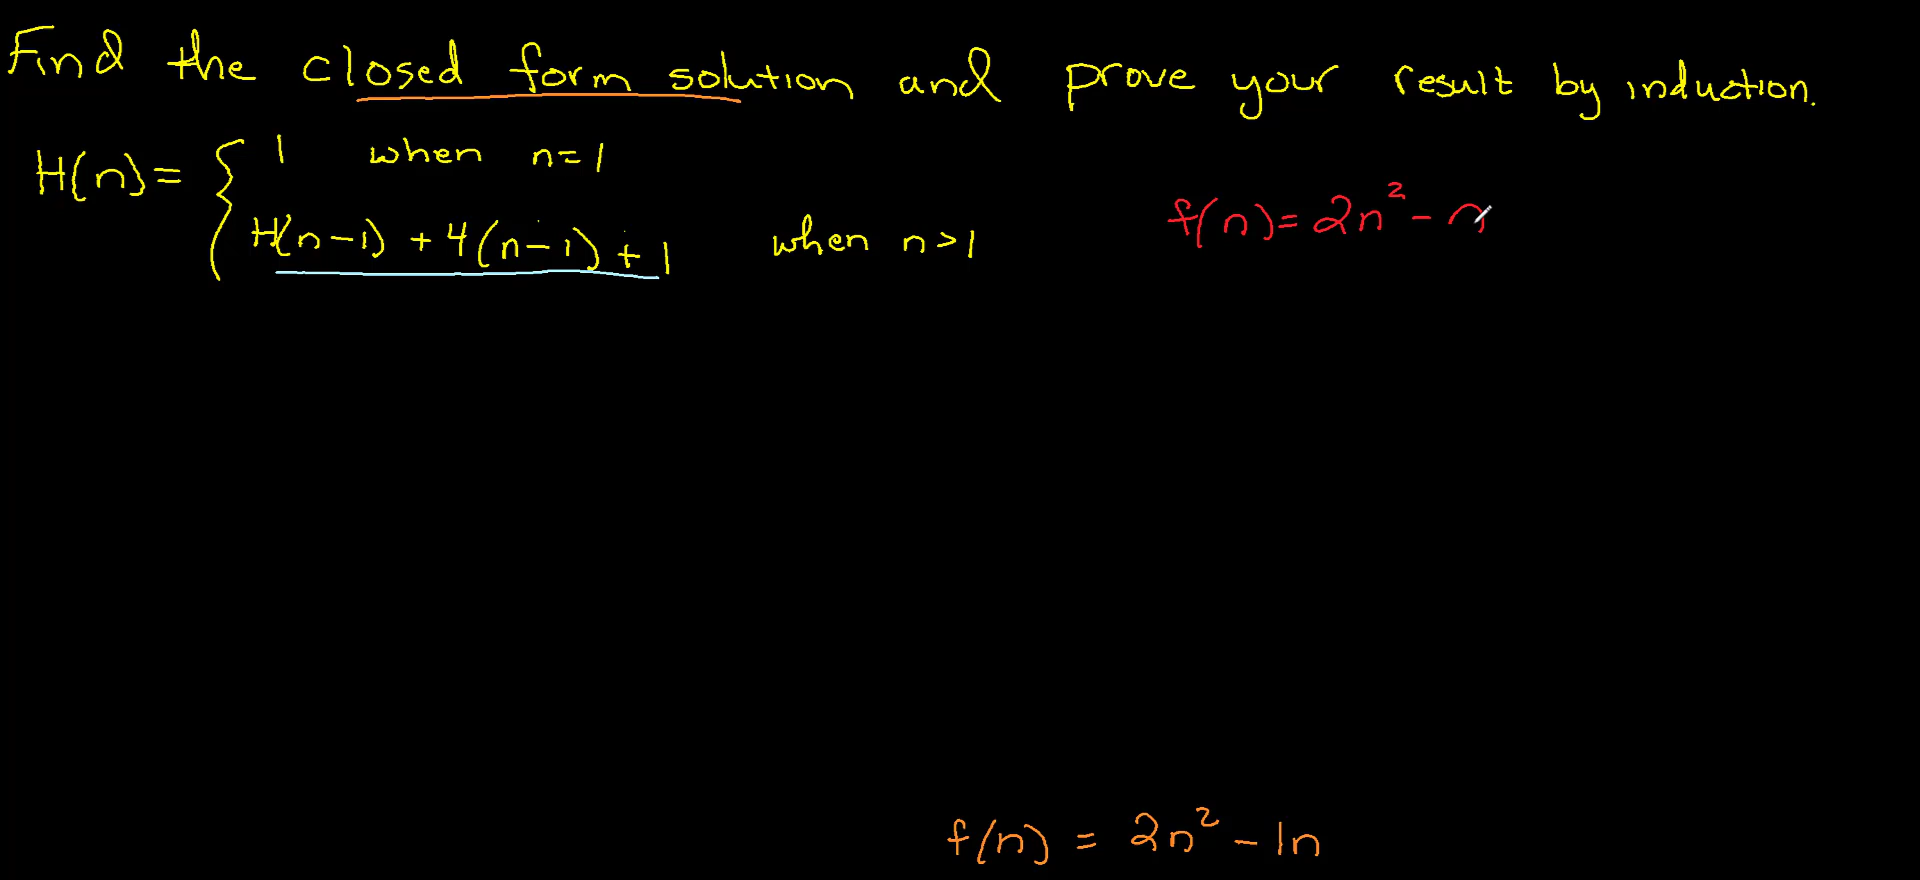 Find the closed form solution and prove your result by induction.
H(n) = { 1 when n=1
H(n-1) + 4(n-1) + 1 when n>1
f(n) = 2n² - n
f(n) = 2n² - 1n